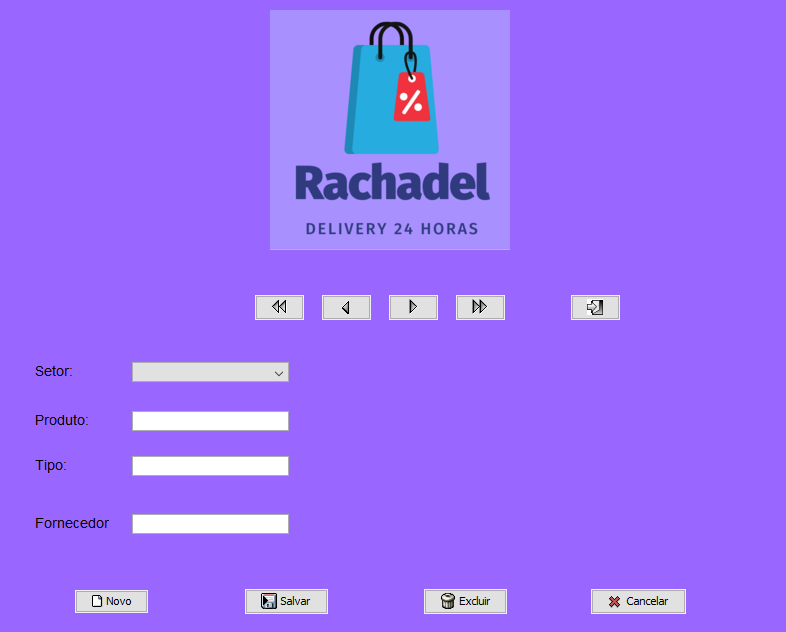 Rachadel
DELIVERY 24 HORAS
Setor:
Produto:
Tipo:
Fornecedor
Novo
Salvar
Excluir
Cancelar